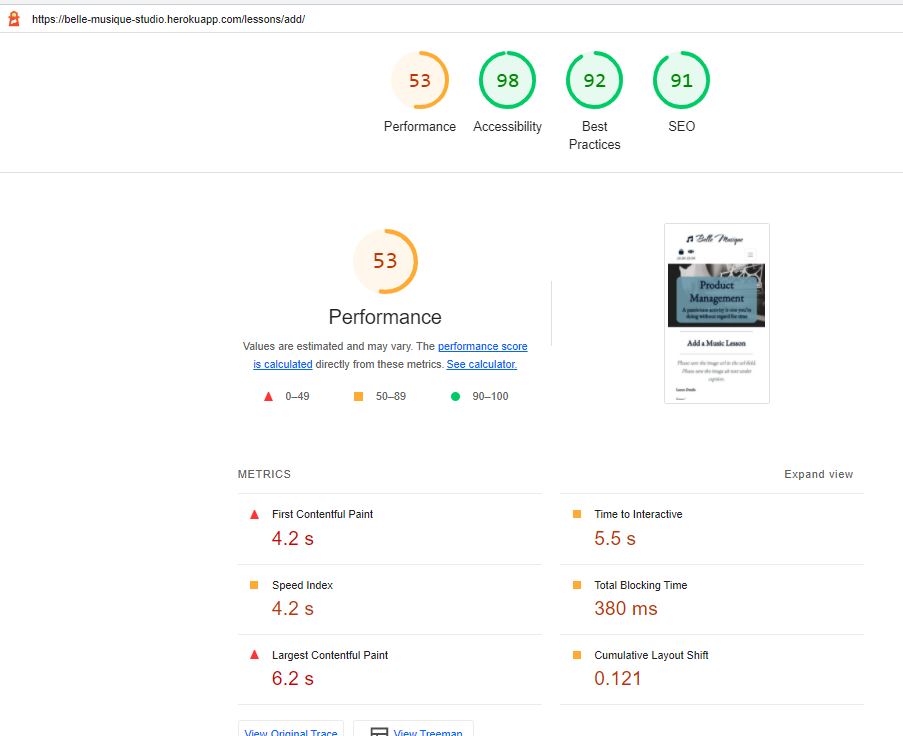 https://belle-musique-studio.herokuapp.com/lessons/add/
53
98
92
91
Performance
Accessibility
Best
Practices
SEO
53
Performance
Values are estimated and may vary. The performance score
is calculated directly from these metrics. See calculator.
0–49
50–89
90–100
Belle Musique
Product
Management
A passionate activity is one you're
doing without regard for time
Add a Music Lesson
Please save the image url in the url field.
Please save the image alt text under
caption.
METRICS
Expand view
First Contentful Paint
4.2 s
Time to Interactive
5.5 s
Speed Index
4.2 s
Total Blocking Time
380 ms
Largest Contentful Paint
6.2 s
Cumulative Layout Shift
0.121
View Original Trace
View Treemap